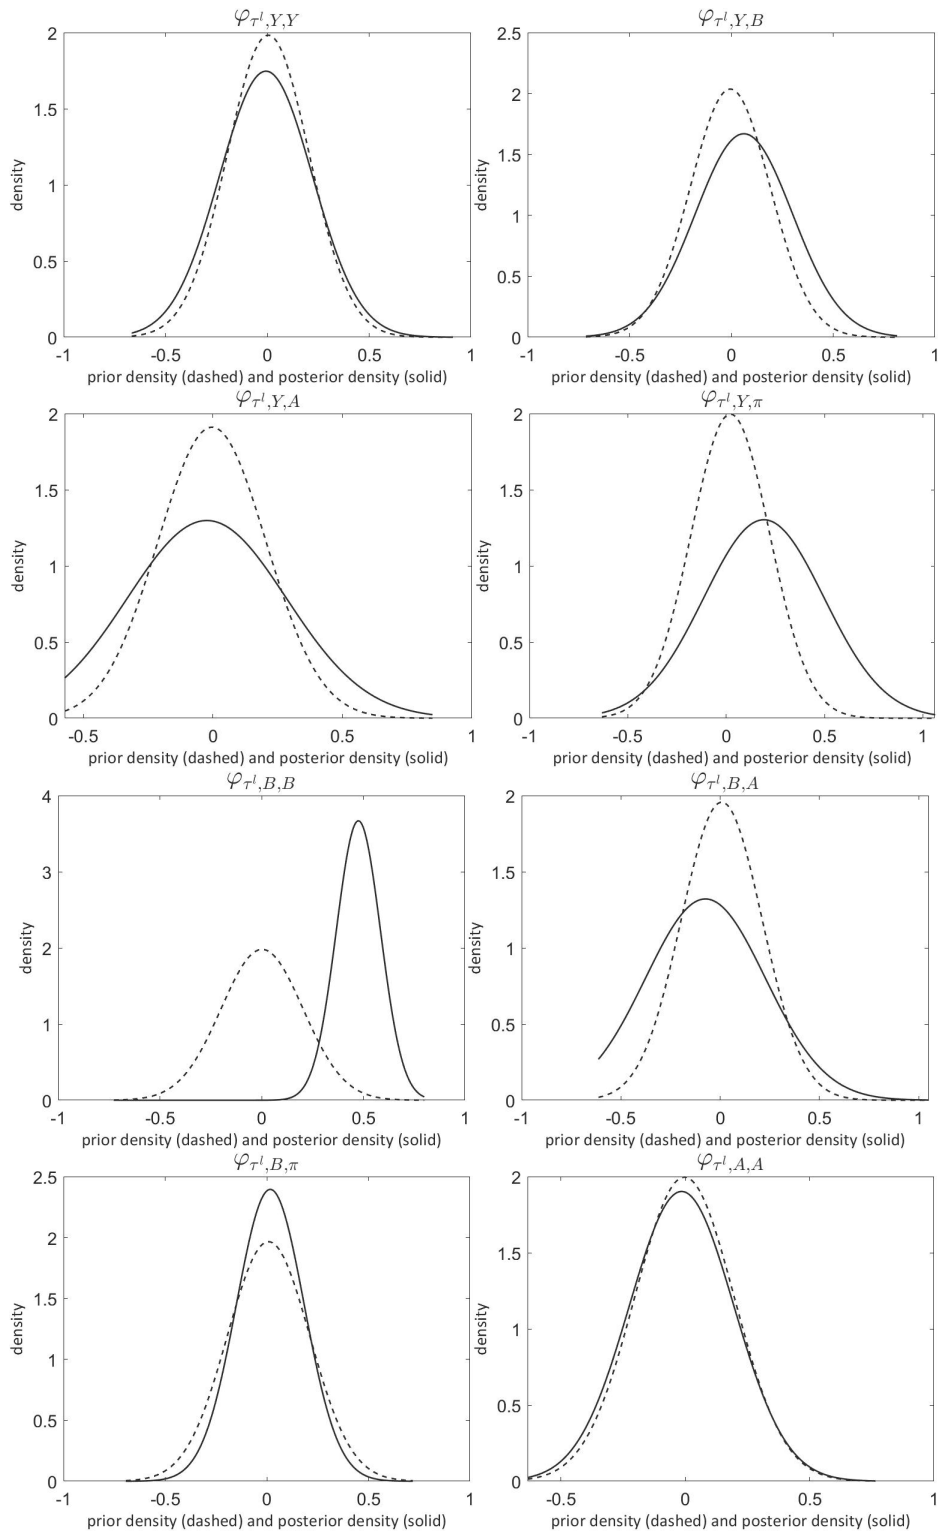 φτˡ,Y,Y
2
1.5
1
0.5
0
density
-1 -0.5 0 0.5 1
prior density (dashed) and posterior density (solid)
φτˡ,Y,B
2.5
2
1.5
1
0.5
0
density
-1 -0.5 0 0.5 1
prior density (dashed) and posterior density (solid)
φτˡ,Y,A
2
1.5
1
0.5
0
density
-0.5 0 0.5 1
prior density (dashed) and posterior density (solid)
φτˡ,Y,π
2
1.5
1
0.5
0
density
-1 -0.5 0 0.5 1
prior density (dashed) and posterior density (solid)
φτˡ,B,B
4
3
2
1
0
density
-1 -0.5 0 0.5 1
prior density (dashed) and posterior density (solid)
φτˡ,B,A
2
1.5
1
0.5
0
density
-1 -0.5 0 0.5 1
prior density (dashed) and posterior density (solid)
φτˡ,B,π
2.5
2
1.5
1
0.5
0
density
-1 -0.5 0 0.5 1
prior density (dashed) and posterior density (solid)
φτˡ,A,A
2
1.5
1
0.5
0
density
-0.5 0 0.5 1
prior density (dashed) and posterior density (solid)